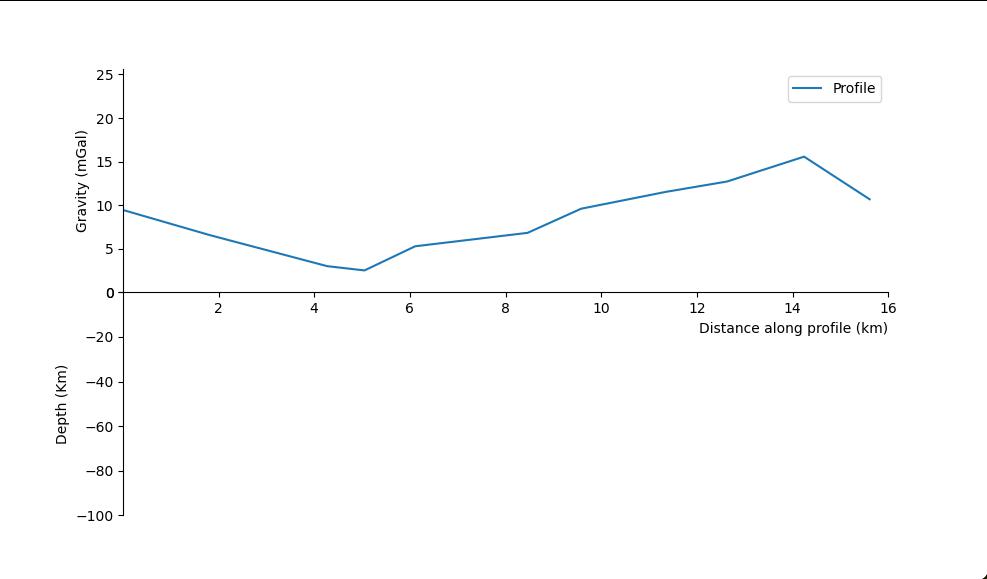 25
Profile
20
15
Gravity (mGal)
10
5
0
2 4 6 8 10 12 14 16
Distance along profile (km)
−20
−40
Depth (Km)
−60
−80
−100